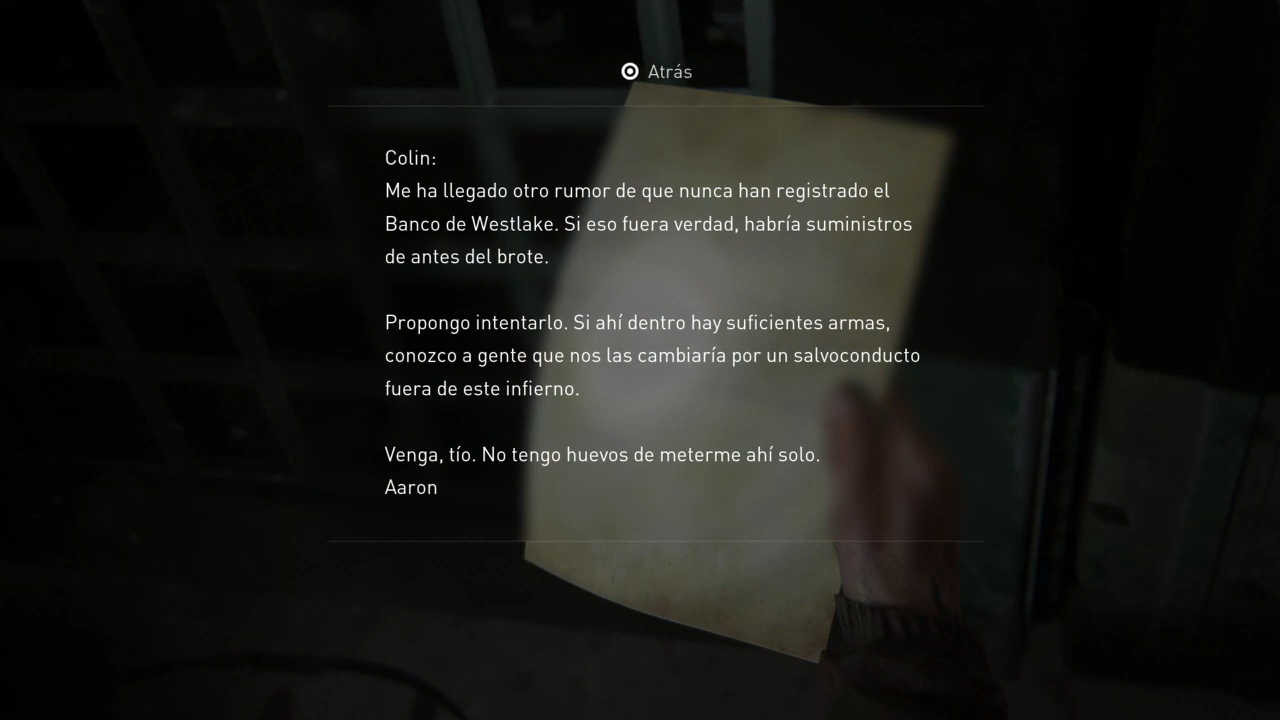 Atrás
Colin:
Me ha llegado otro rumor de que nunca han registrado el
Banco de Westlake. Si eso fuera verdad, habría suministros
de antes del brote.
Propongo intentarlo. Si ahí dentro hay suficientes armas,
conozco a gente que nos las cambiaría por un salvoconducto
fuera de este infierno.
Venga, tío. No tengo huevos de meterme ahí solo.
Aaron